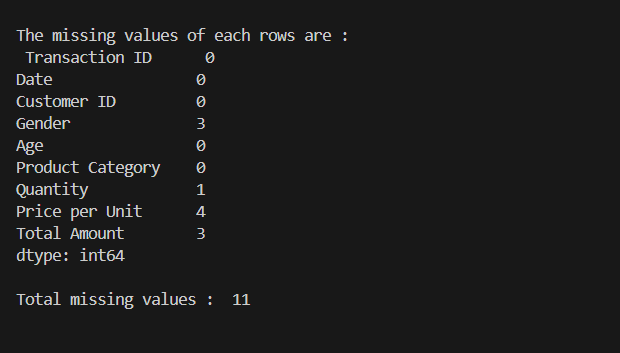 The missing values of each rows are :
 Transaction ID      0
Date                0
Customer ID         0
Gender              3
Age                 0
Product Category    0
Quantity            1
Price per Unit      4
Total Amount        3
dtype: int64
Total missing values :  11